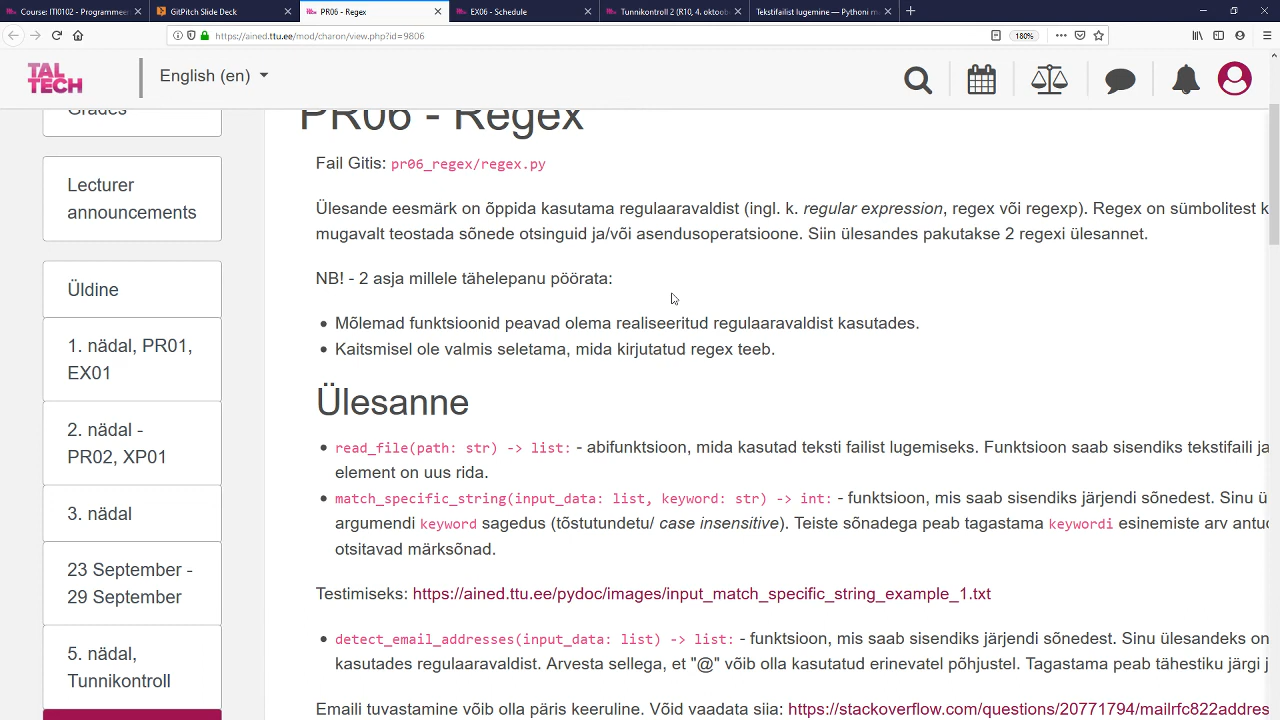 Course: ITI0102 - Programmeer
GitPitch Slide Deck
PR06 - Regex
EX06 - Schedule
Tunnikontroll 2 (R10, 4. oktoob
Tekstifailist lugemine — Pythoni m
https://ained.ttu.ee/mod/charon/view.php?id=9806
180%
TAL
TECH
English (en)
Grades
Lecturer
announcements
Üldine
1. nädal, PR01,
EX01
2. nädal -
PR02, XP01
3. nädal
23 September -
29 September
5. nädal,
Tunnikontroll
PR06 - Regex
Fail Gitis: pr06_regex/regex.py
Ülesande eesmärk on õppida kasutama regulaaravaldist (ingl. k. regular expression, regex või regexp). Regex on sümbolitest k
mugavalt teostada sõnede otsinguid ja/või asendusoperatsioone. Siin ülesandes pakutakse 2 regexi ülesannet.
NB! - 2 asja millele tähelepanu pöörata:
Mõlemad funktsioonid peavad olema realiseeritud regulaaravaldist kasutades.
Kaitsmisel ole valmis seletama, mida kirjutatud regex teeb.
Ülesanne
read_file(path: str) -> list: - abifunktsioon, mida kasutad teksti failist lugemiseks. Funktsioon saab sisendiks tekstifaili ja
element on uus rida.
match_specific_string(input_data: list, keyword: str) -> int: - funktsioon, mis saab sisendiks järjendi sõnedest. Sinu ü
argumendi keyword sagedus (tõstutundetu/ case insensitive). Teiste sõnadega peab tagastama keywordi esinemiste arv antud
otsitavad märksõnad.
Testimiseks: https://ained.ttu.ee/pydoc/images/input_match_specific_string_example_1.txt
detect_email_addresses(input_data: list) -> list: - funktsioon, mis saab sisendiks järjendi sõnedest. Sinu ülesandeks on
kasutades regulaaravaldist. Arvesta sellega, et "@" võib olla kasutatud erinevatel põhjustel. Tagastama peab tähestiku järgi j
Emaili tuvastamine võib olla päris keeruline. Võid vaadata siia: https://stackoverflow.com/questions/20771794/mailrfc822addres